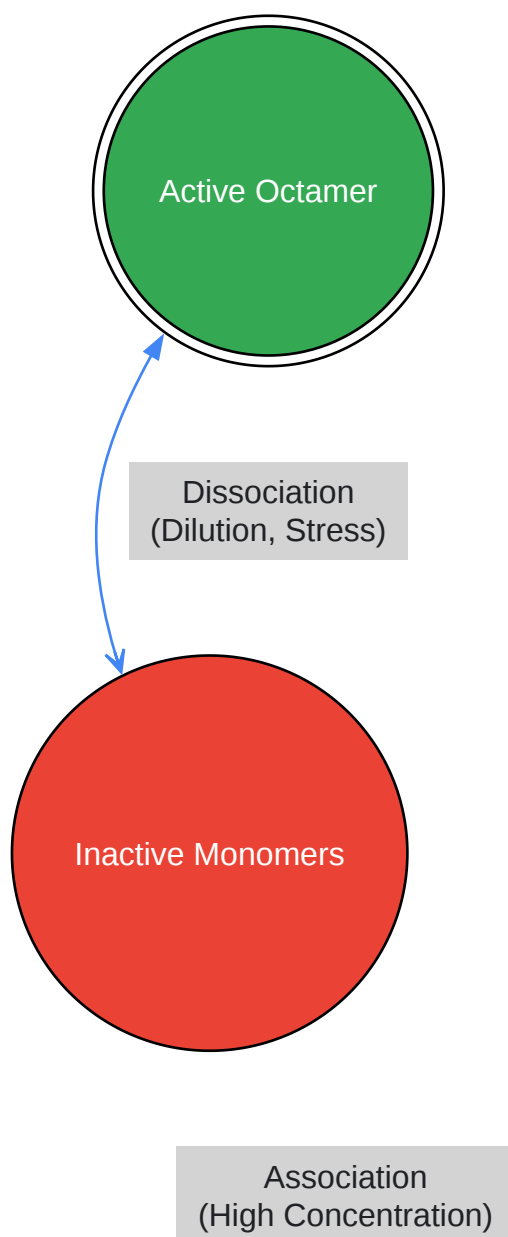 Active Octamer
Dissociation
(Dilution, Stress)
Inactive Monomers
Association
(High Concentration)